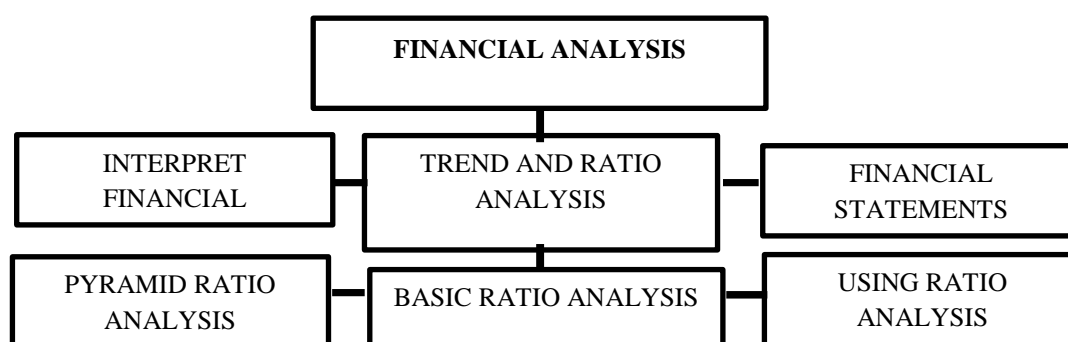 FINANCIAL ANALYSIS
INTERPRET
FINANCIAL
TREND AND RATIO
ANALYSIS
FINANCIAL
STATEMENTS
PYRAMID RATIO
ANALYSIS
BASIC RATIO ANALYSIS
USING RATIO
ANALYSIS